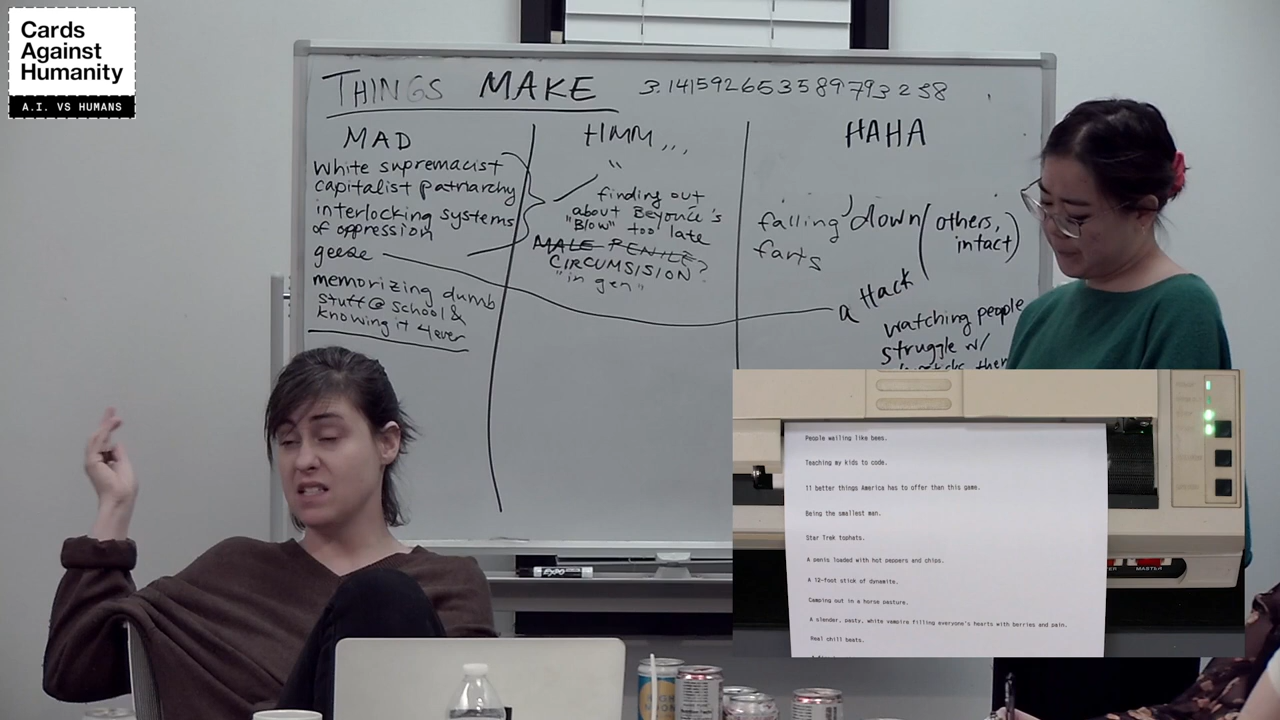 Cards
Against
Humanity
A.I. VS HUMANS
THINGS MAKE
3.141592653589793258
MAD
White supremacist
capitalist patriarchy
interlocking systems
of oppression
geese
memorizing dumb
stuff @ school &
knowing it 4ever
HMM,,,
"
finding out
about Beyoncé's
"Blow" too late
MALE PENILE
CIRCUMSISION?
"in gen"
HAHA
falling down (others,
intact)
farts
a Hack
watching people
struggle w/
EXPO
People wailing like bees.
Teaching my kids to code.
11 better things America has to offer than this game.
Being the smallest man.
Star Trek tophats.
A penis loaded with hot peppers and chips.
A 12-foot stick of dynamite.
Camping out in a horse pasture.
A slender, pasty, white vampire filling everyone's hearts with berries and pain.
Real chill beats.
MASTER